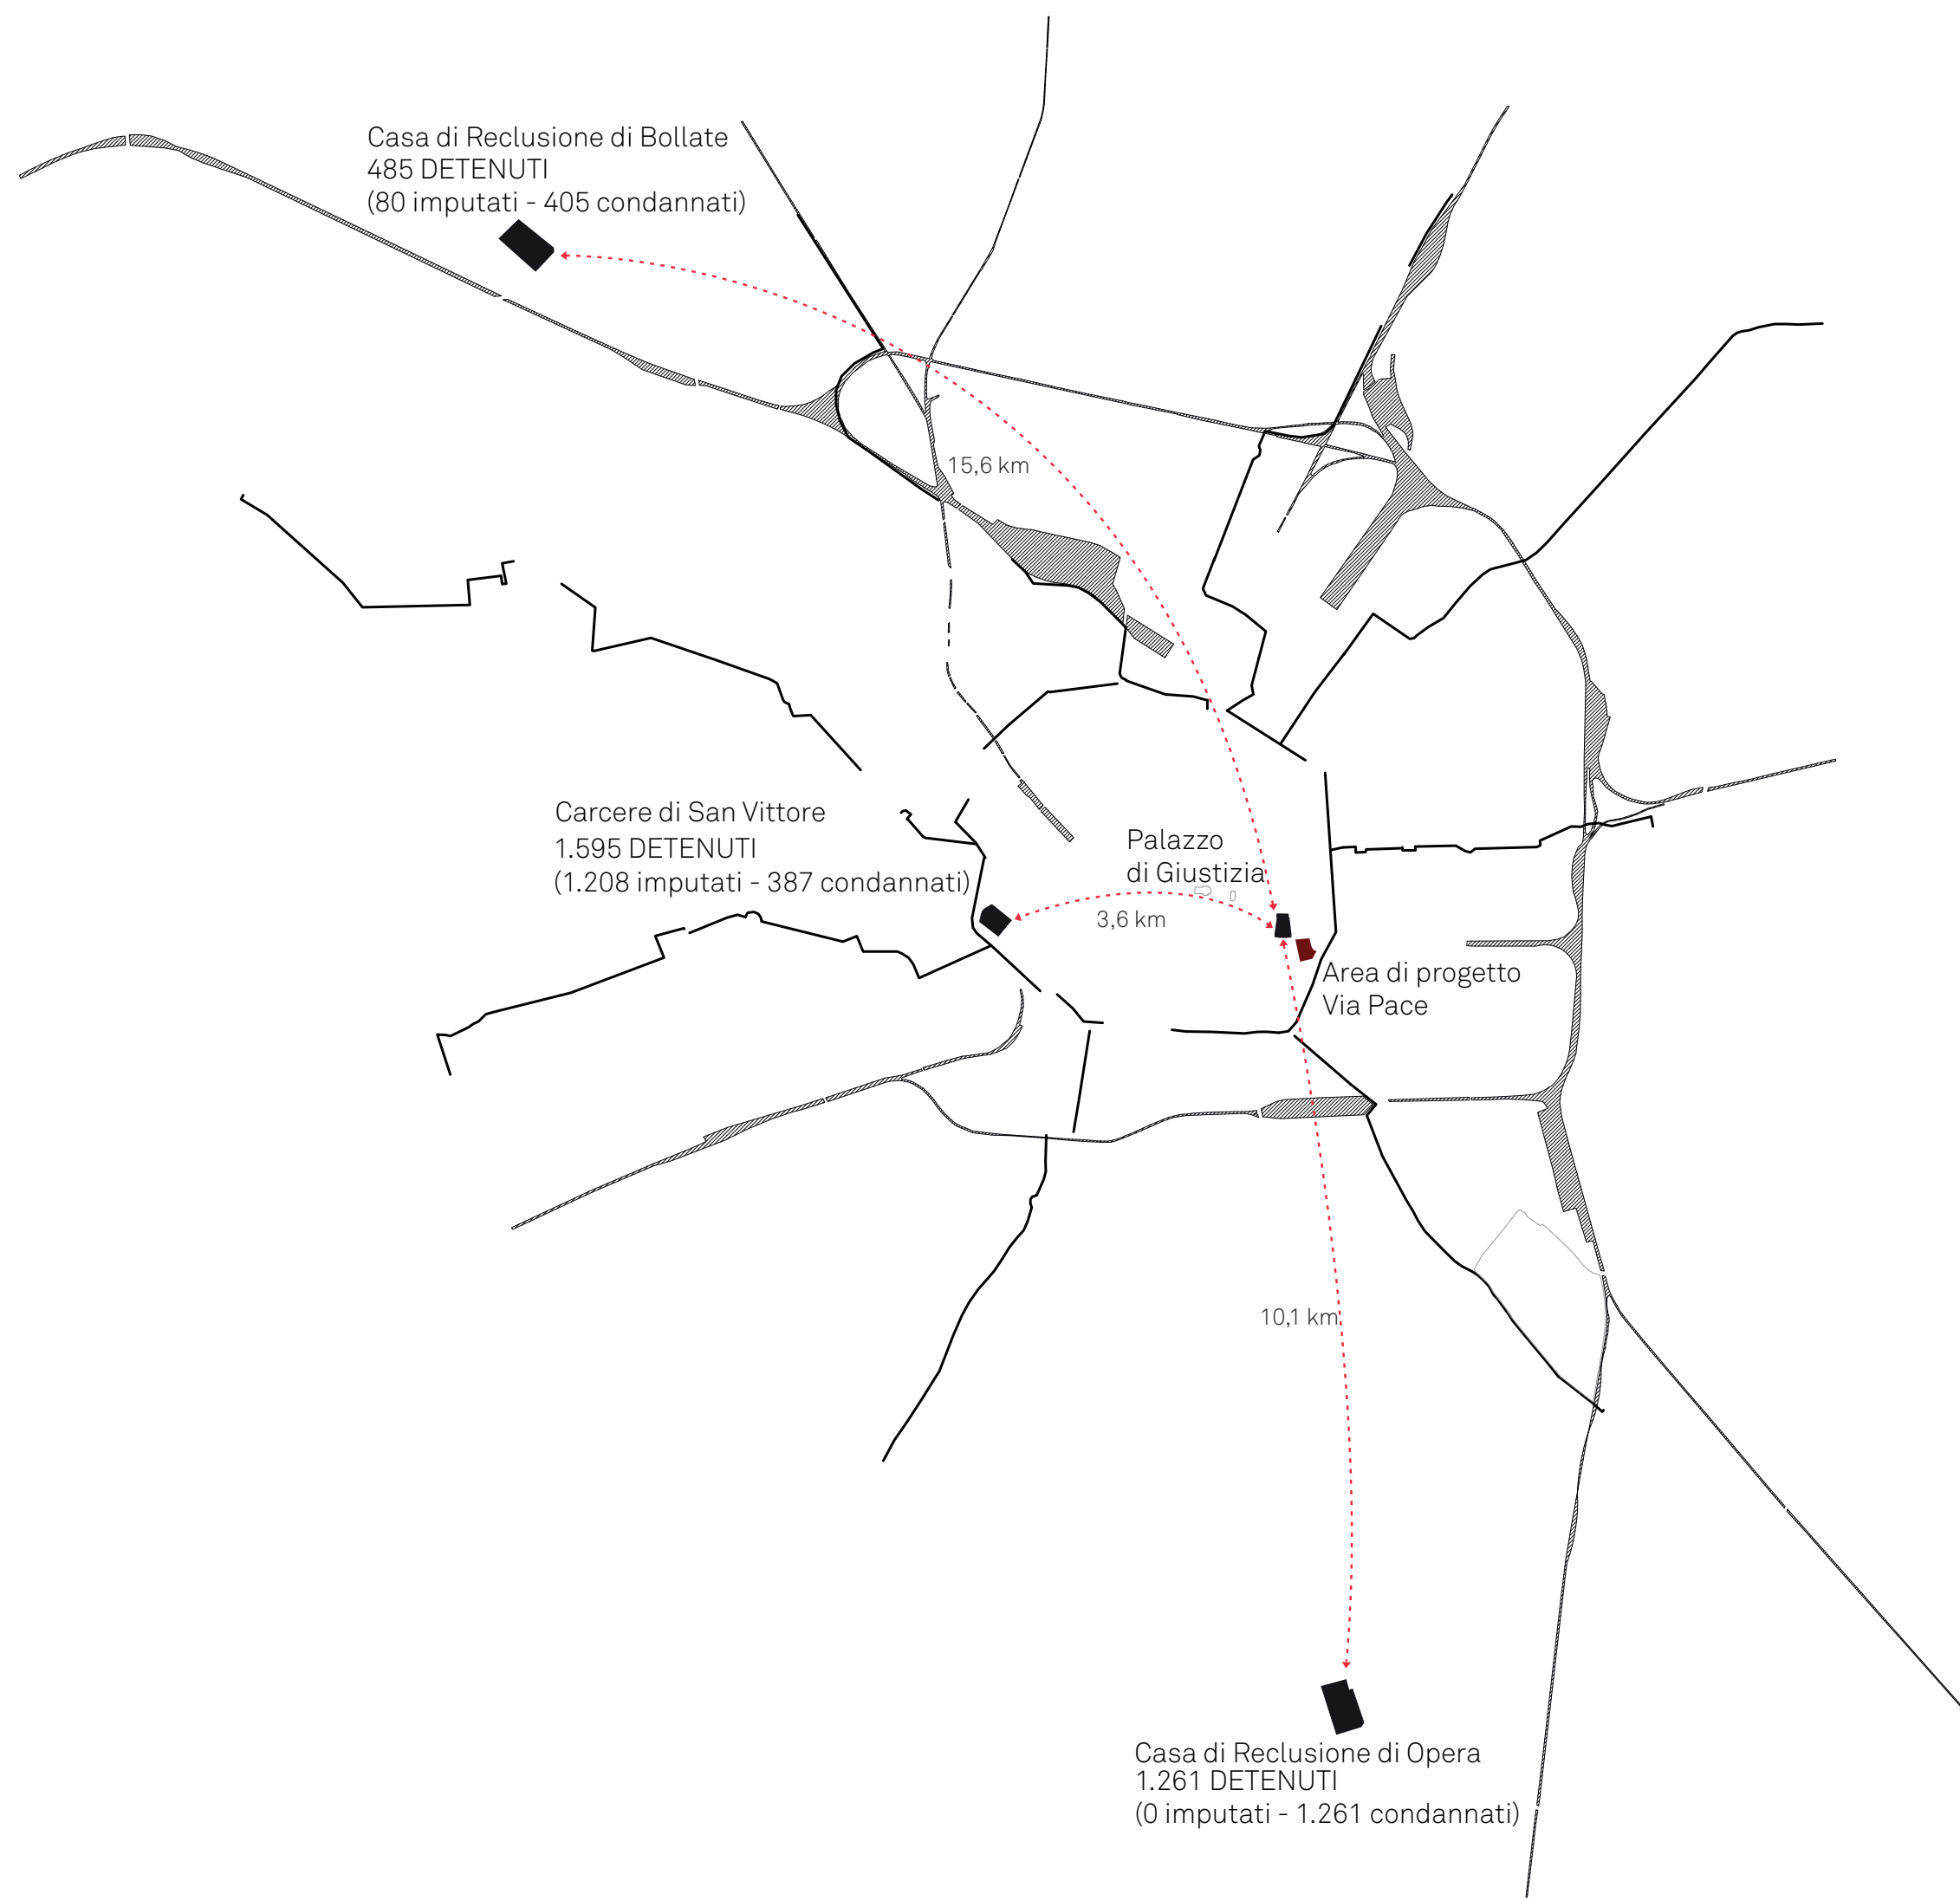 Casa di Reclusione di Bollate
485 DETENUTI
(80 imputati - 405 condannati)
15,6 km
Carcere di San Vittore
1.595 DETENUTI
(1.208 imputati - 387 condannati)
Palazzo
di Giustizia
3,6 km
Area di progetto
Via Pace
10,1 km
Casa di Reclusione di Opera
1.261 DETENUTI
(0 imputati - 1.261 condannati)